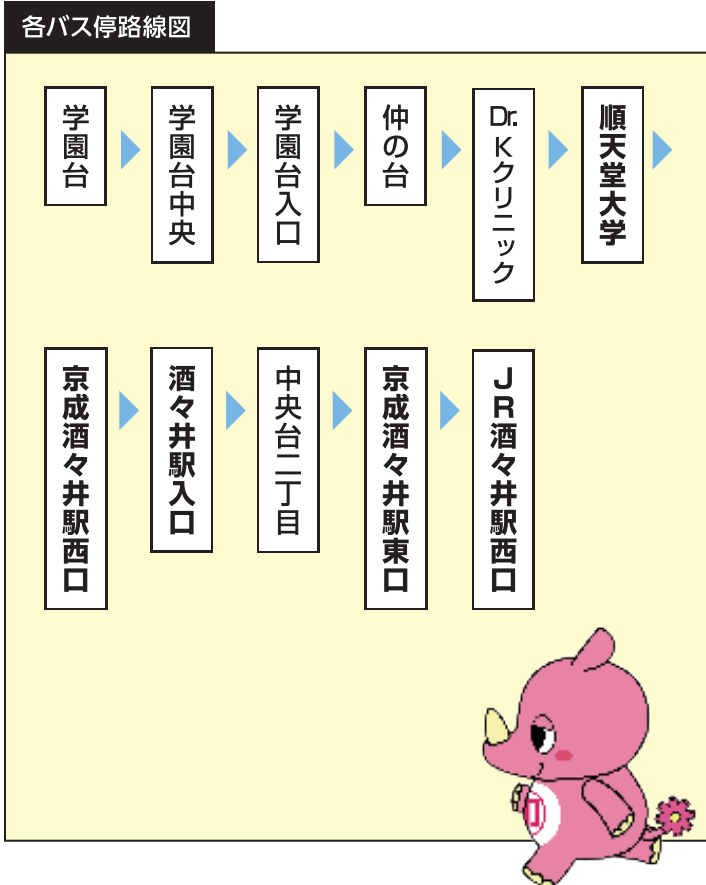 各バス停路線図
学園台
学園台中央
学園台入口
仲の台
Dr.Kクリニック
順天堂大学
京成酒々井駅西口
酒々井駅入口
中央台二丁目
京成酒々井駅東口
JR酒々井駅西口